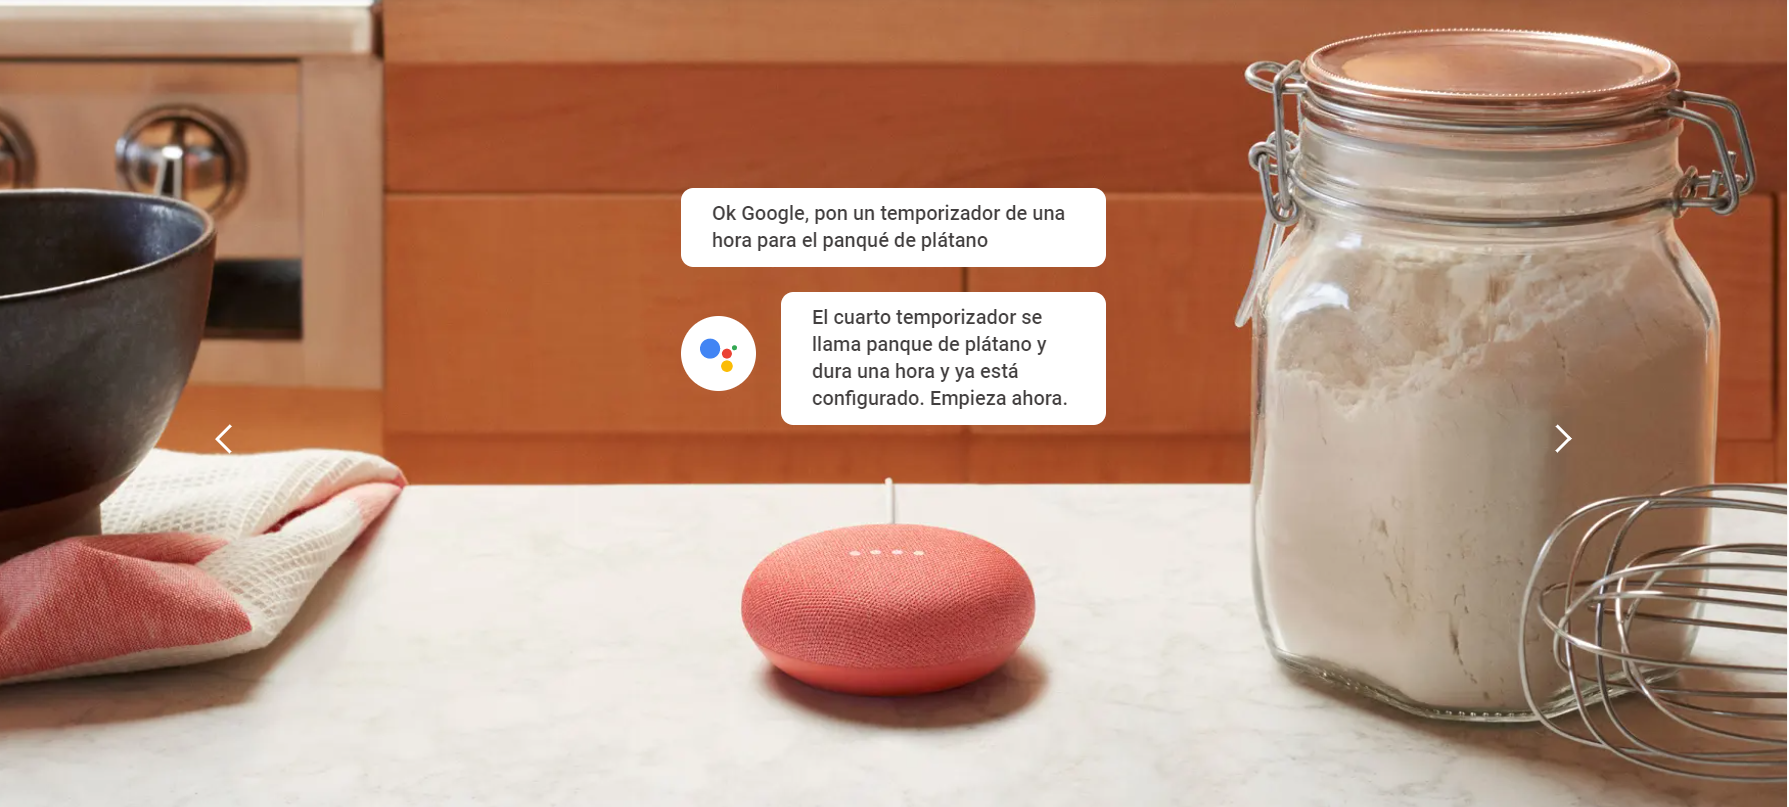 Ok Google, pon un temporizador de una
hora para el panqué de plátano
El cuarto temporizador se
llama panque de plátano y
dura una hora y ya está
configurado. Empieza ahora.